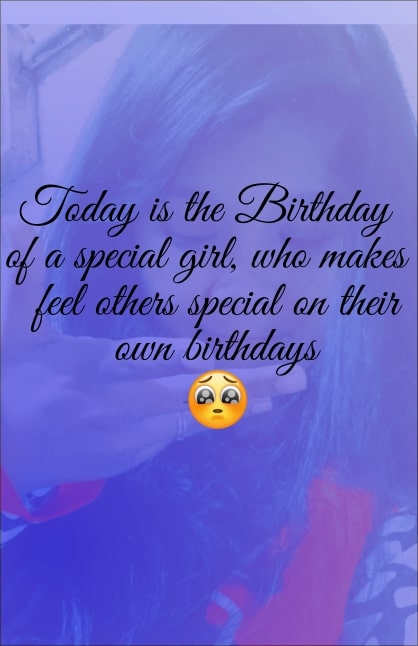 Today is the Birthday
of a special girl, who makes
feel others special on their
own birthdays
🥺